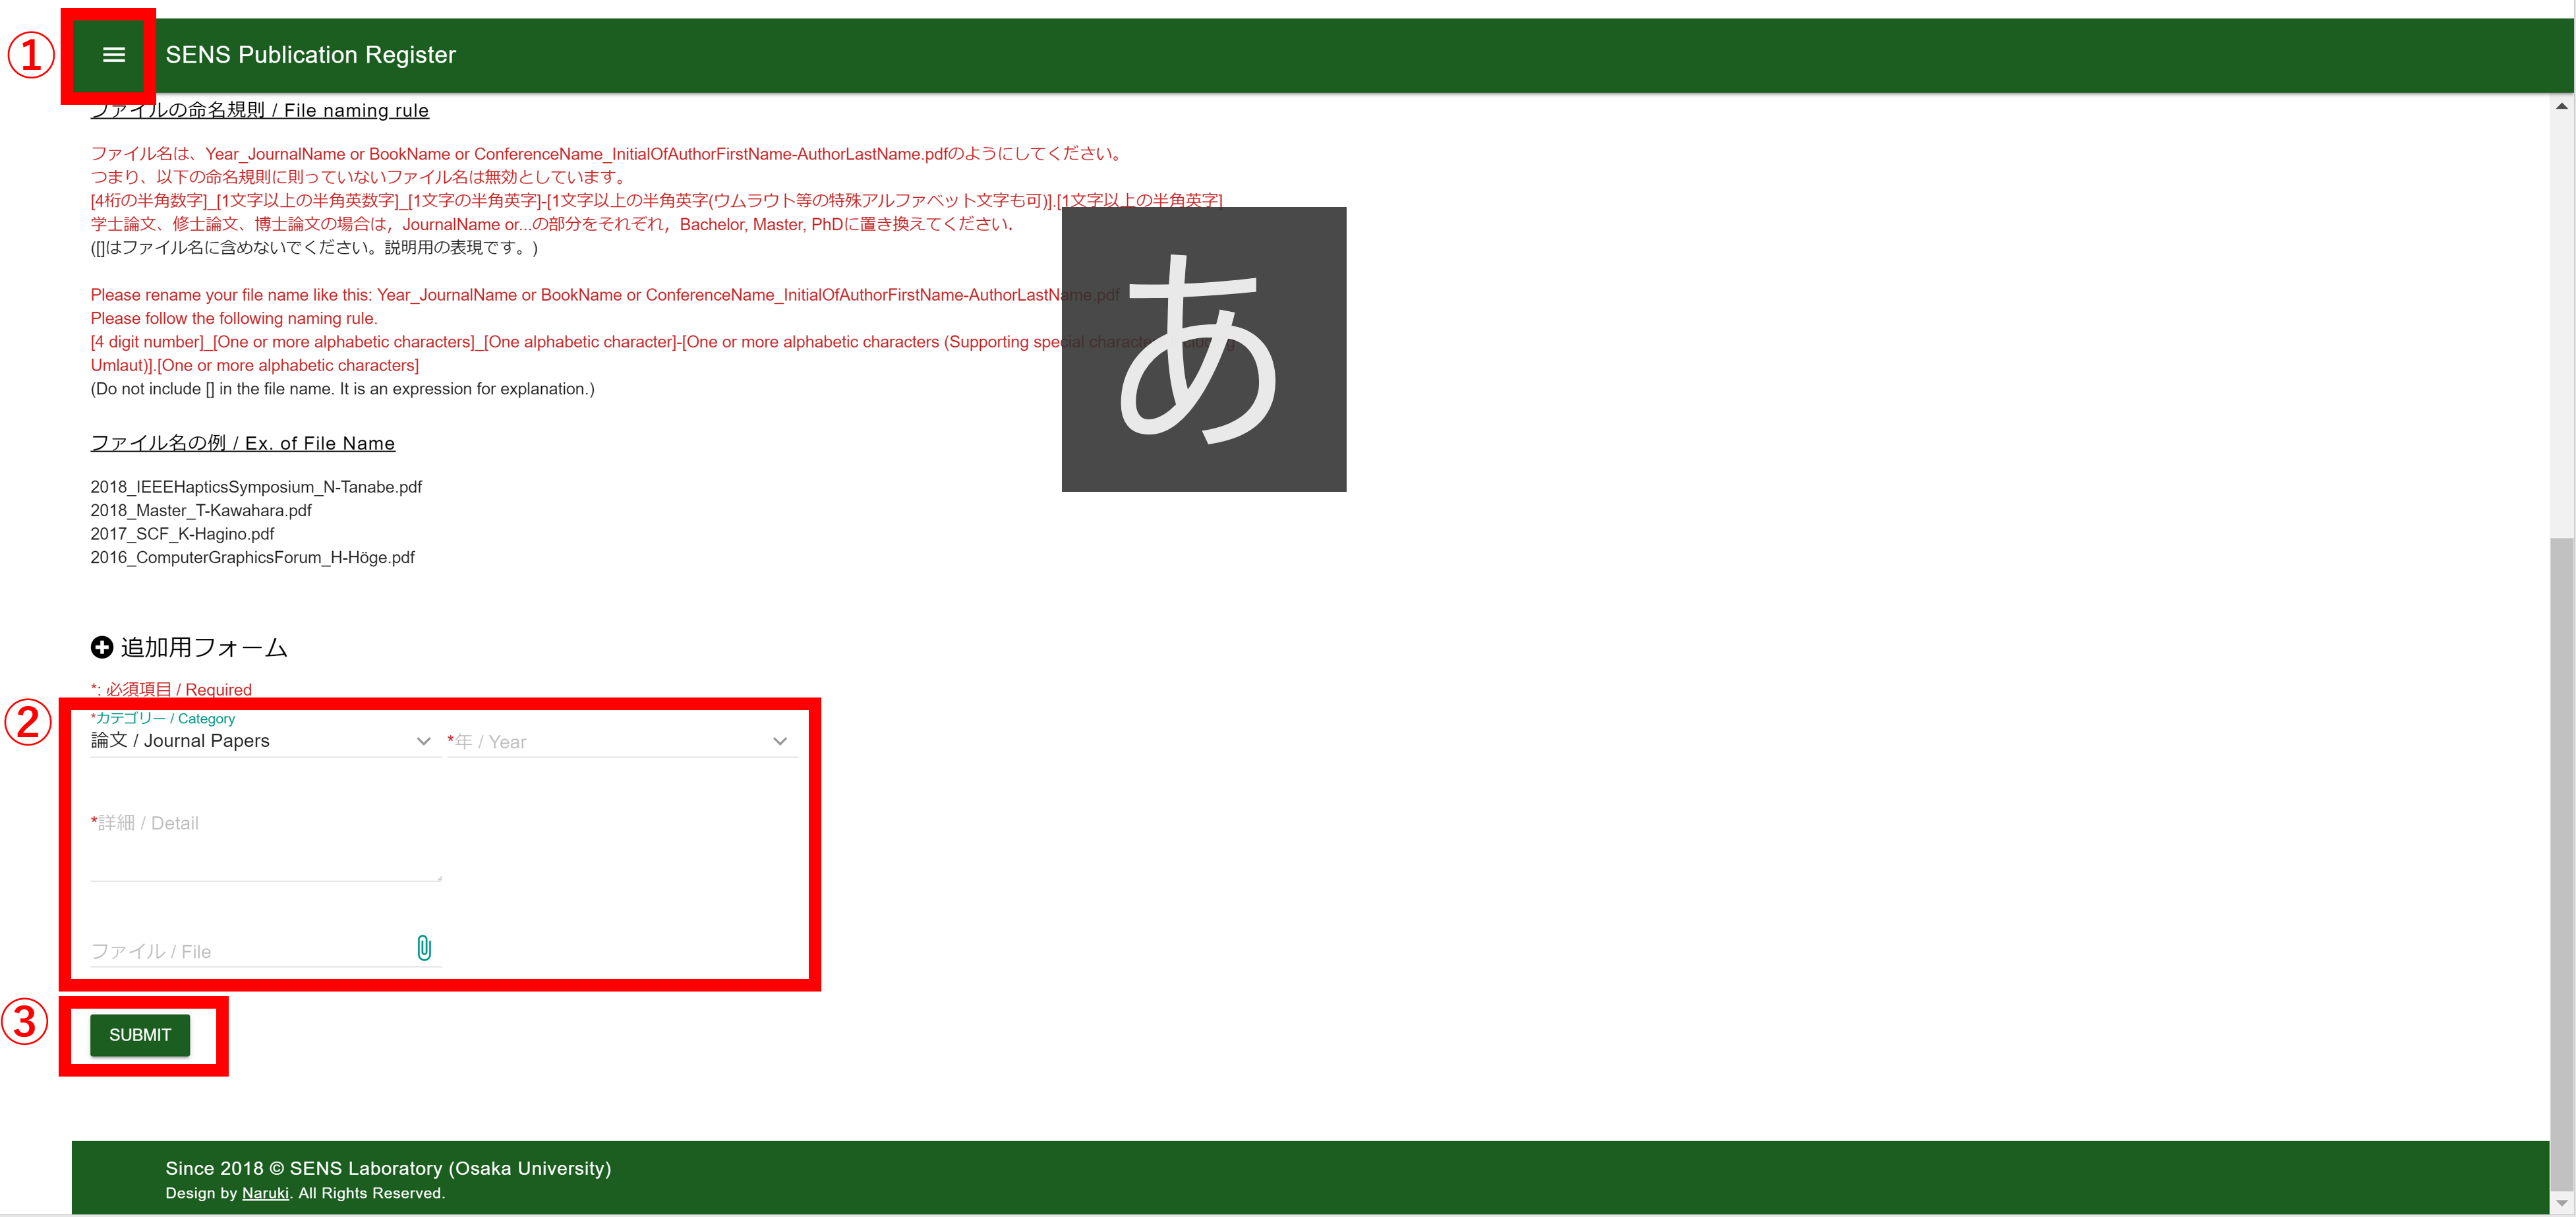 ①
SENS Publication Register
ファイルの命名規則 / File naming rule
ファイル名は、Year_JournalName or BookName or ConferenceName_InitialOfAuthorFirstName-AuthorLastName.pdfのようにしてください。
つまり、以下の命名規則に則っていないファイル名は無効としています。
[4桁の半角数字]_[1文字以上の半角英数字]_[1文字の半角英字]-[1文字以上の半角英字(ウムラウト等の特殊アルファベット文字も可)].[1文字以上の半角英字]
学士論文、修士論文、博士論文の場合は，JournalName or...の部分をそれぞれ，Bachelor, Master, PhDに置き換えてください．
([]はファイル名に含めないでください。説明用の表現です。)
Please rename your file name like this: Year_JournalName or BookName or ConferenceName_InitialOfAuthorFirstName-AuthorLastName.pdf
Please follow the following naming rule.
[4 digit number]_[One or more alphabetic characters]_[One alphabetic character]-[One or more alphabetic characters (Supporting special characters including
Umlaut)].[One or more alphabetic characters]
(Do not include [] in the file name. It is an expression for explanation.)
あ
ファイル名の例 / Ex. of File Name
2018_IEEEHapticsSymposium_N-Tanabe.pdf
2018_Master_T-Kawahara.pdf
2017_SCF_K-Hagino.pdf
2016_ComputerGraphicsForum_H-Höge.pdf
追加用フォーム
*: 必須項目 / Required
②
*カテゴリー / Category
論文 / Journal Papers
*年 / Year
*詳細 / Detail
ファイル / File
③
SUBMIT
Since 2018 © SENS Laboratory (Osaka University)
Design by Naruki. All Rights Reserved.